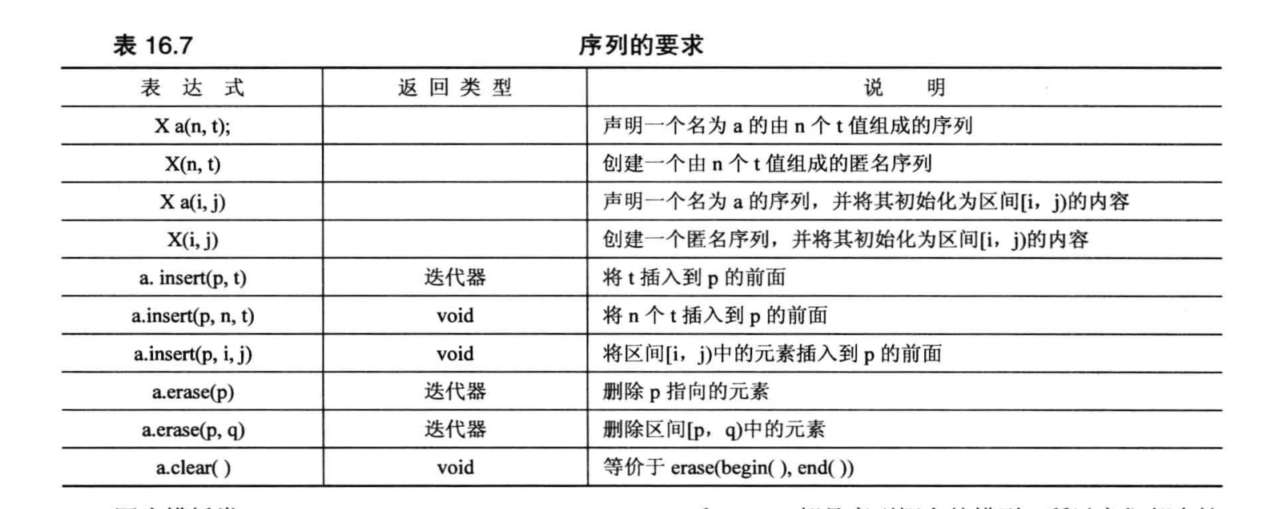 表 16.7 序列的要求
表 达 式 返 回 类 型 说 明
X a(n, t); 声明一个名为 a 的由 n 个 t 值组成的序列
X(n, t) 创建一个由 n 个 t 值组成的匿名序列
X a(i, j) 声明一个名为 a 的序列，并将其初始化为区间[i，j)的内容
X(i, j) 创建一个匿名序列，并将其初始化为区间[i，j)的内容
a. insert(p, t) 迭代器 将 t 插入到 p 的前面
a.insert(p, n, t) void 将 n 个 t 插入到 p 的前面
a.insert(p, i, j) void 将区间[i，j)中的元素插入到 p 的前面
a.erase(p) 迭代器 删除 p 指向的元素
a.erase(p, q) 迭代器 删除区间[p，q)中的元素
a.clear( ) void 等价于 erase(begin( ), end( ))